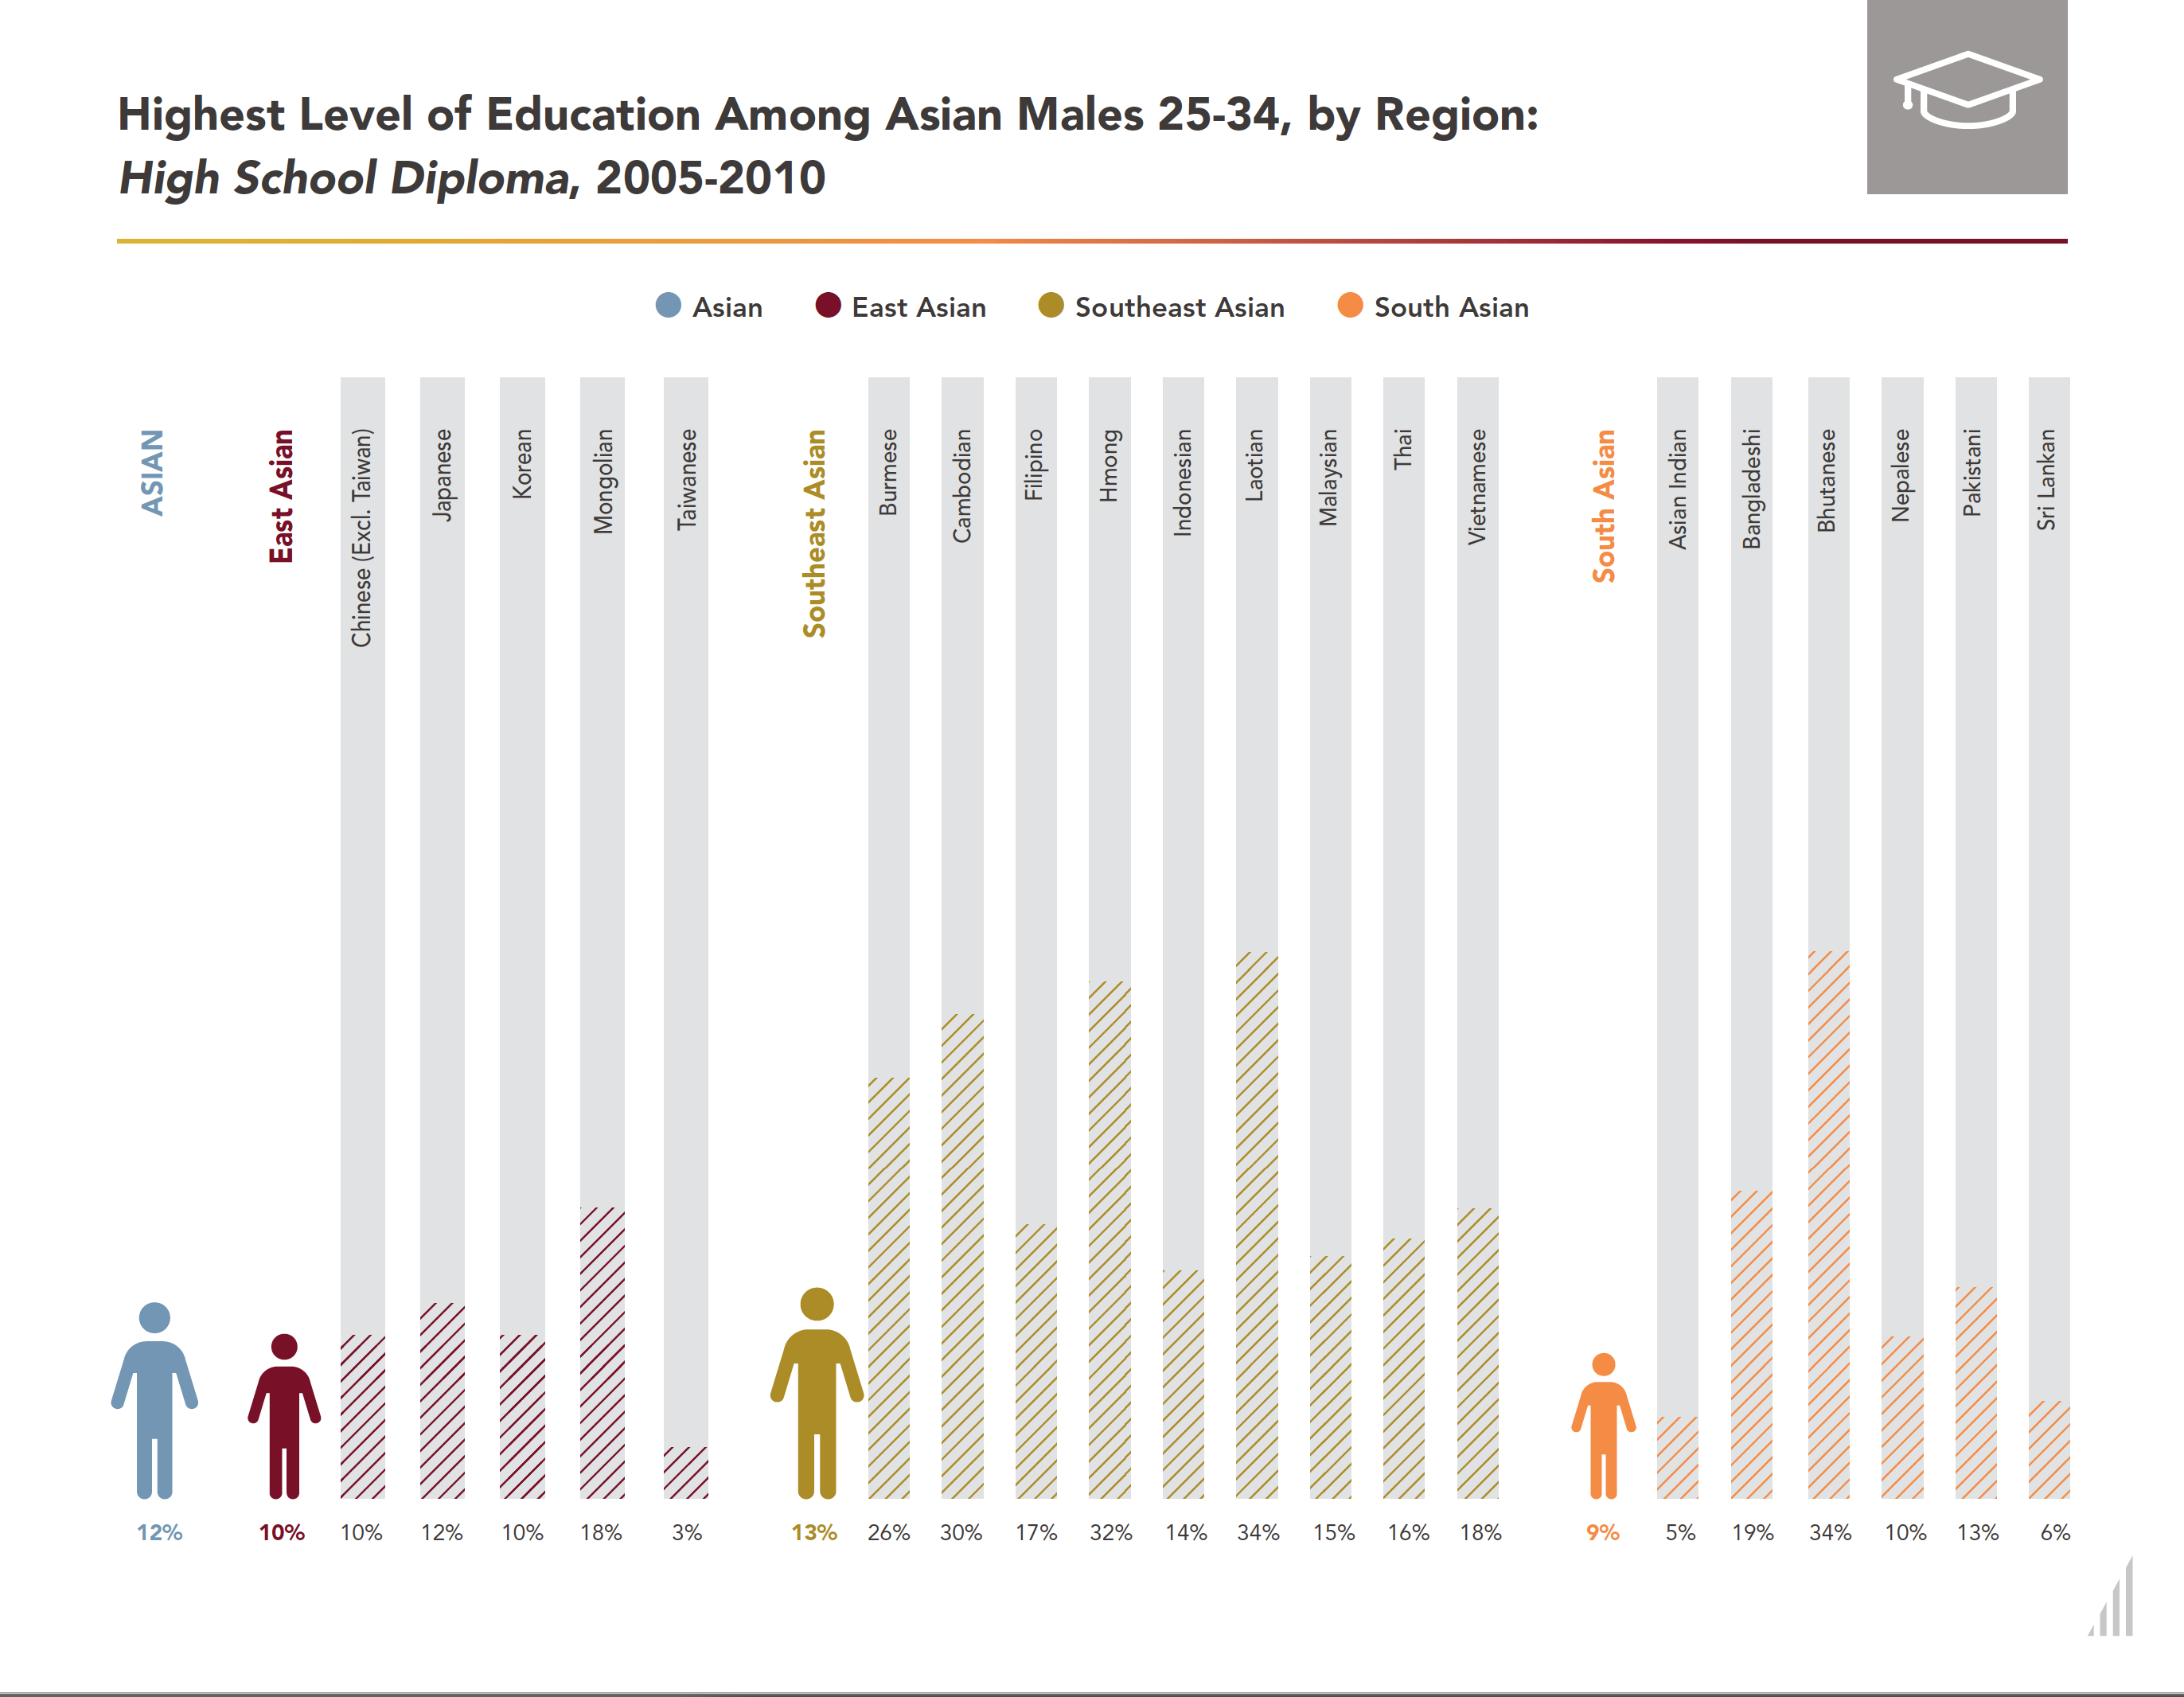 Highest Level of Education Among Asian Males 25-34, by Region:
High School Diploma, 2005-2010
Asian
East Asian
Southeast Asian
South Asian
ASIAN
East Asian
Chinese (Excl. Taiwan)
Japanese
Korean
Mongolian
Taiwanese
Southeast Asian
Burmese
Cambodian
Filipino
Hmong
Indonesian
Laotian
Malaysian
Thai
Vietnamese
South Asian
Asian Indian
Bangladeshi
Bhutanese
Nepalese
Pakistani
Sri Lankan
12%
10%
10%
12%
10%
18%
3%
13%
26%
30%
17%
32%
14%
34%
15%
16%
18%
9%
5%
19%
34%
10%
13%
6%